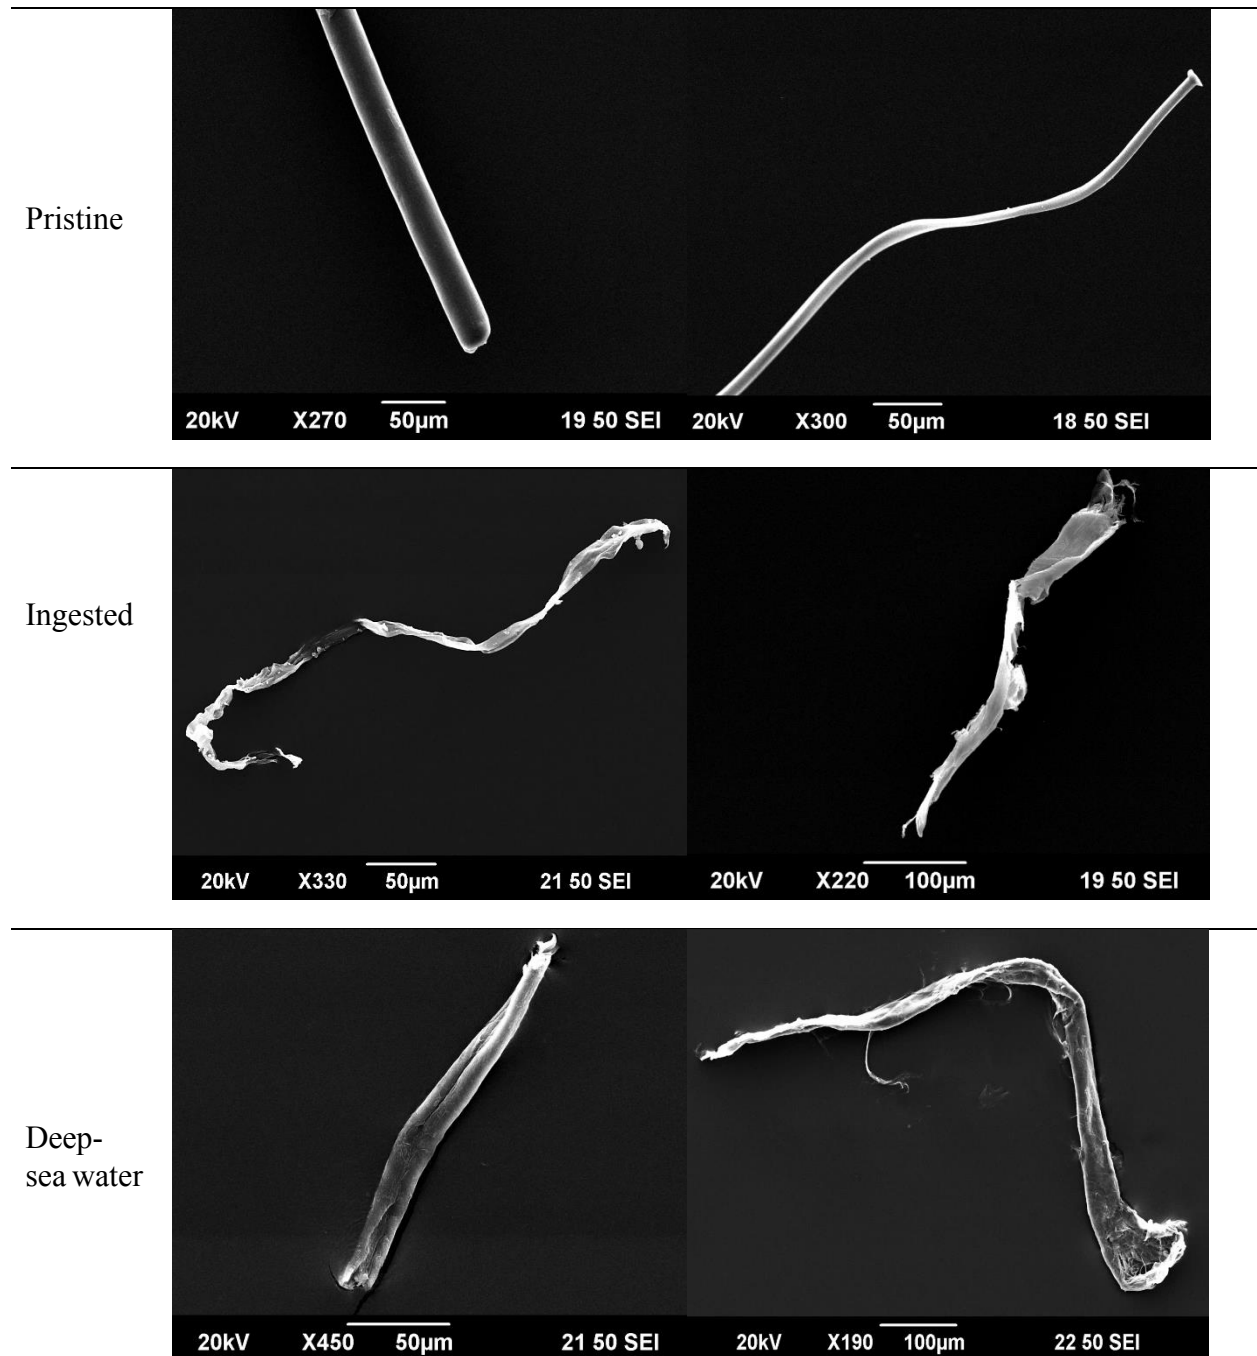 Pristine
20kV X270 50µm 19 50 SEI
20kV X300 50µm 18 50 SEI
Ingested
20kV X330 50µm 21 50 SEI
20kV X220 100µm 19 50 SEI
Deep-
sea water
20kV X450 50µm 21 50 SEI
20kV X190 100µm 22 50 SEI